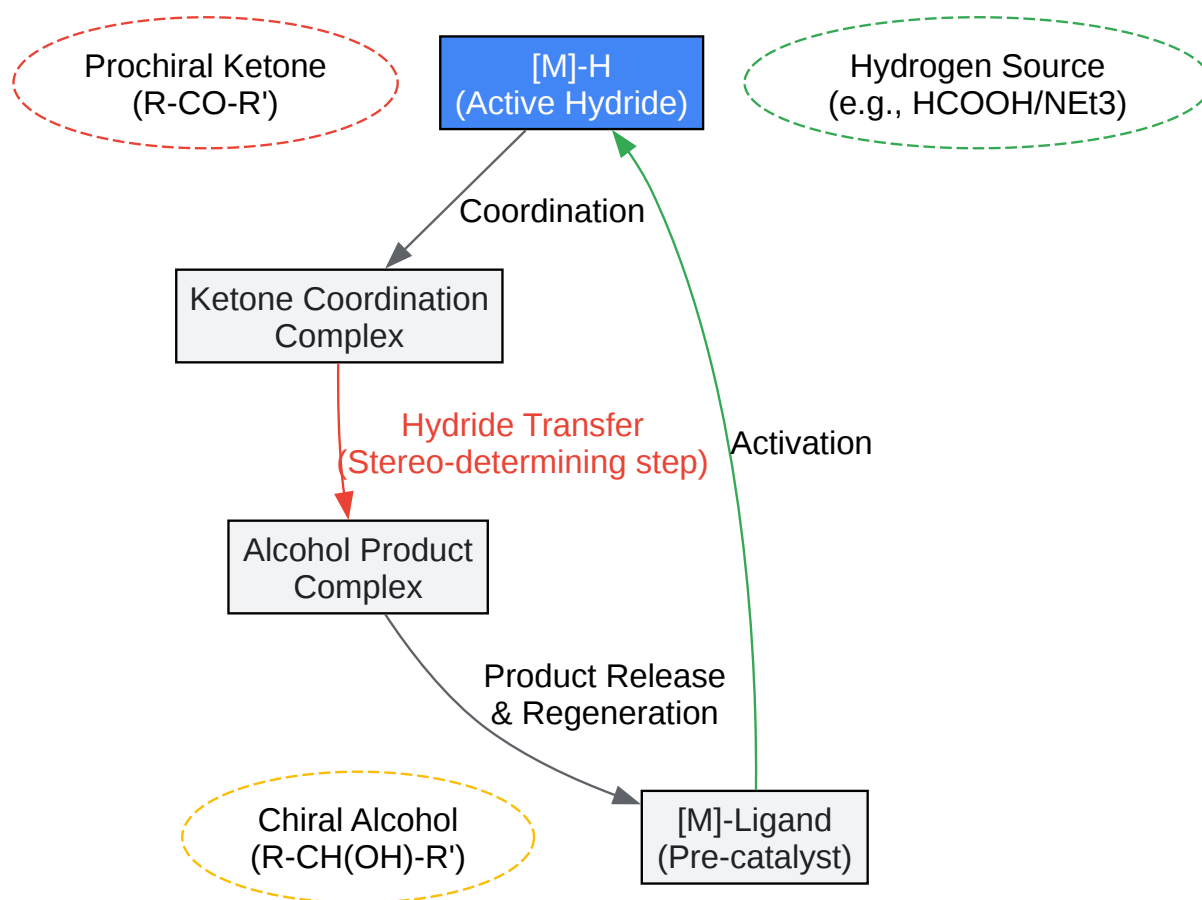 Prochiral Ketone
(R-CO-R')
[M]-H
(Active Hydride)
Hydrogen Source
(e.g., HCOOH/NEt3)
Coordination
Ketone Coordination
Complex
Hydride Transfer
(Stereo-determining step)
Activation
Alcohol Product
Complex
Product Release
& Regeneration
Chiral Alcohol
(R-CH(OH)-R')
[M]-Ligand
(Pre-catalyst)